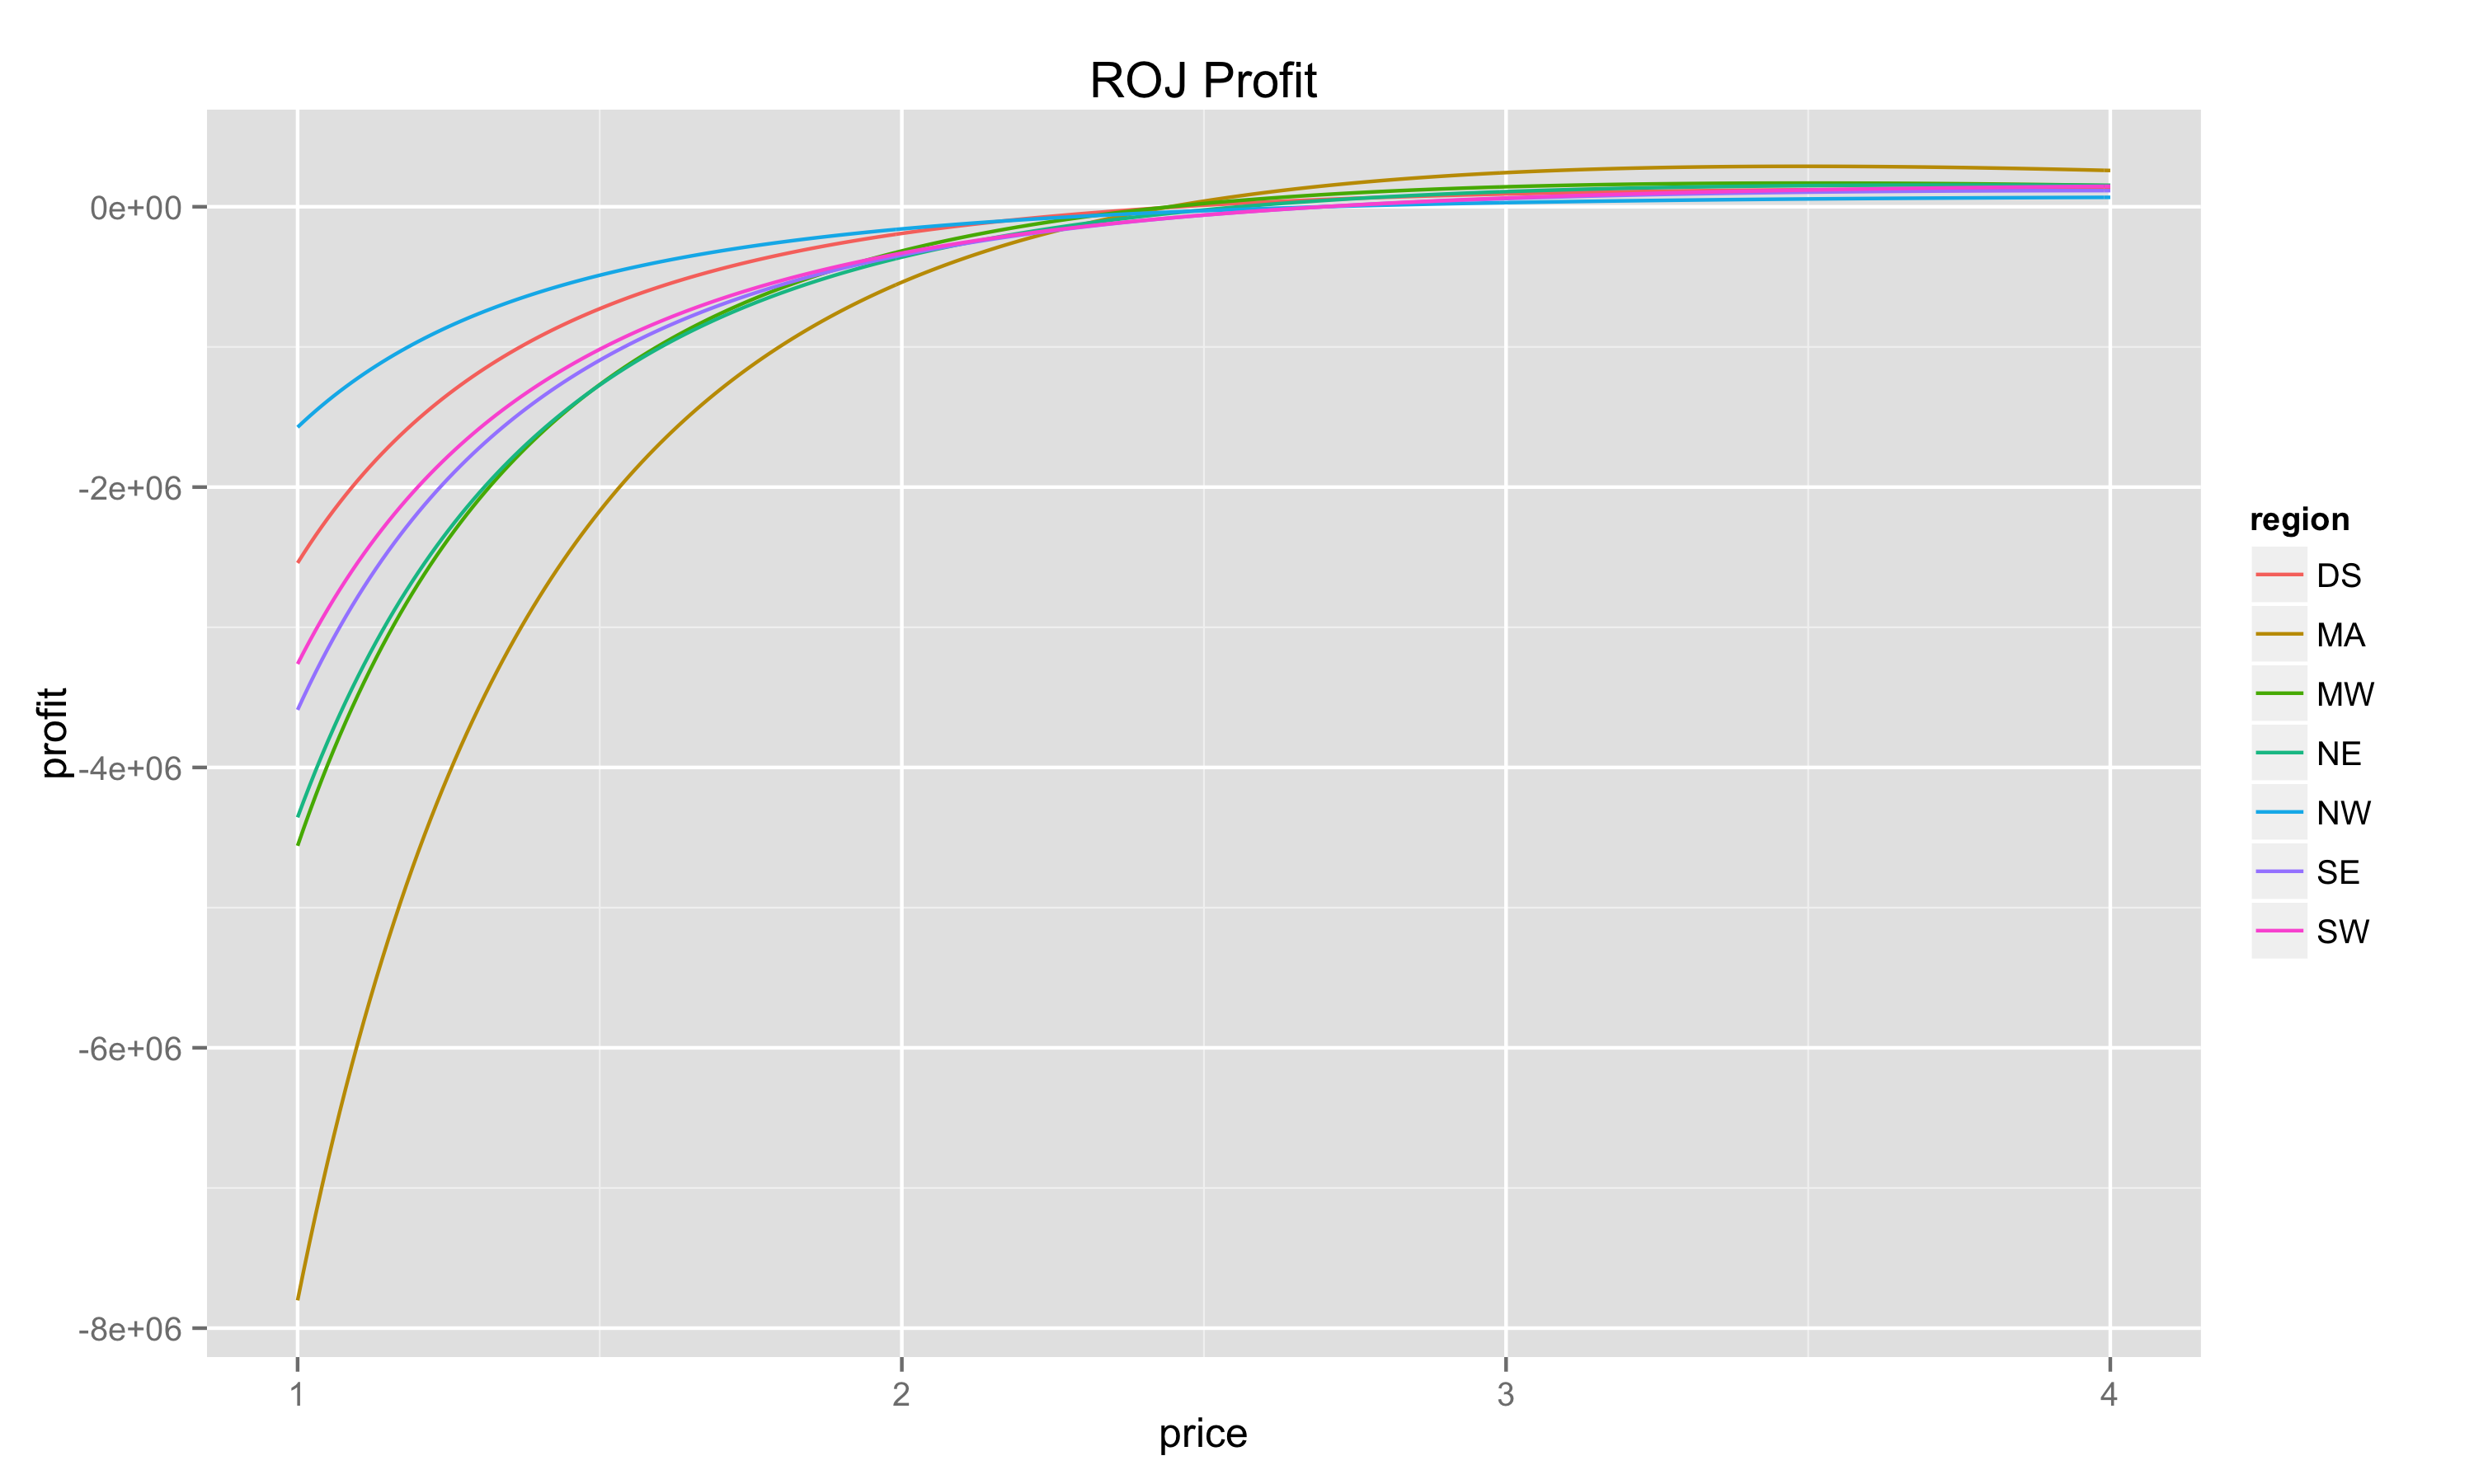 ROJ Profit
profit
0e+00
-2e+06
-4e+06
-6e+06
-8e+06
1 2 3 4
price
region
DS
MA
MW
NE
NW
SE
SW